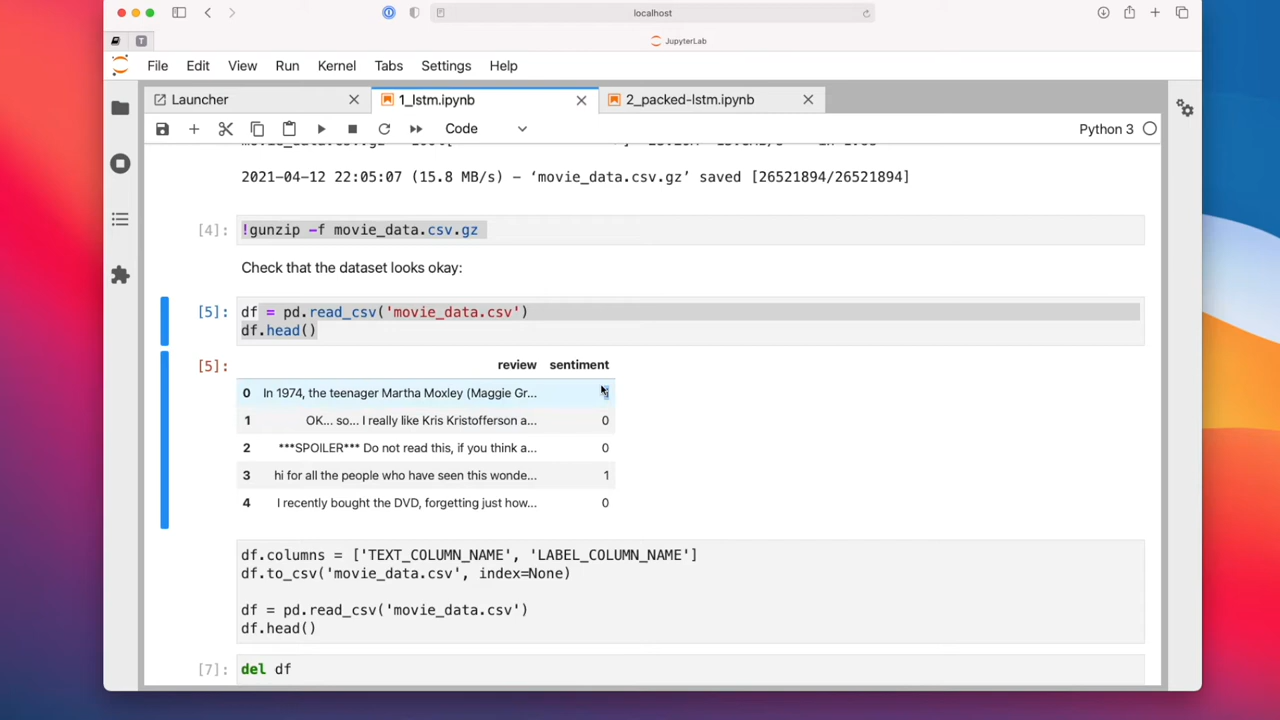 localhost
JupyterLab
File Edit View Run Kernel Tabs Settings Help
Launcher 1_lstm.ipynb 2_packed-lstm.ipynb
Code Python 3
2021-04-12 22:05:07 (15.8 MB/s) – ‘movie_data.csv.gz’ saved [26521894/26521894]
[4]: !gunzip -f movie_data.csv.gz
Check that the dataset looks okay:
[5]: df = pd.read_csv('movie_data.csv')
df.head()
[5]: review sentiment
0 In 1974, the teenager Martha Moxley (Maggie Gr...
1 OK... so... I really like Kris Kristofferson a... 0
2 ***SPOILER*** Do not read this, if you think a... 0
3 hi for all the people who have seen this wonde... 1
4 I recently bought the DVD, forgetting just how... 0
df.columns = ['TEXT_COLUMN_NAME', 'LABEL_COLUMN_NAME']
df.to_csv('movie_data.csv', index=None)
df = pd.read_csv('movie_data.csv')
df.head()
[7]: del df